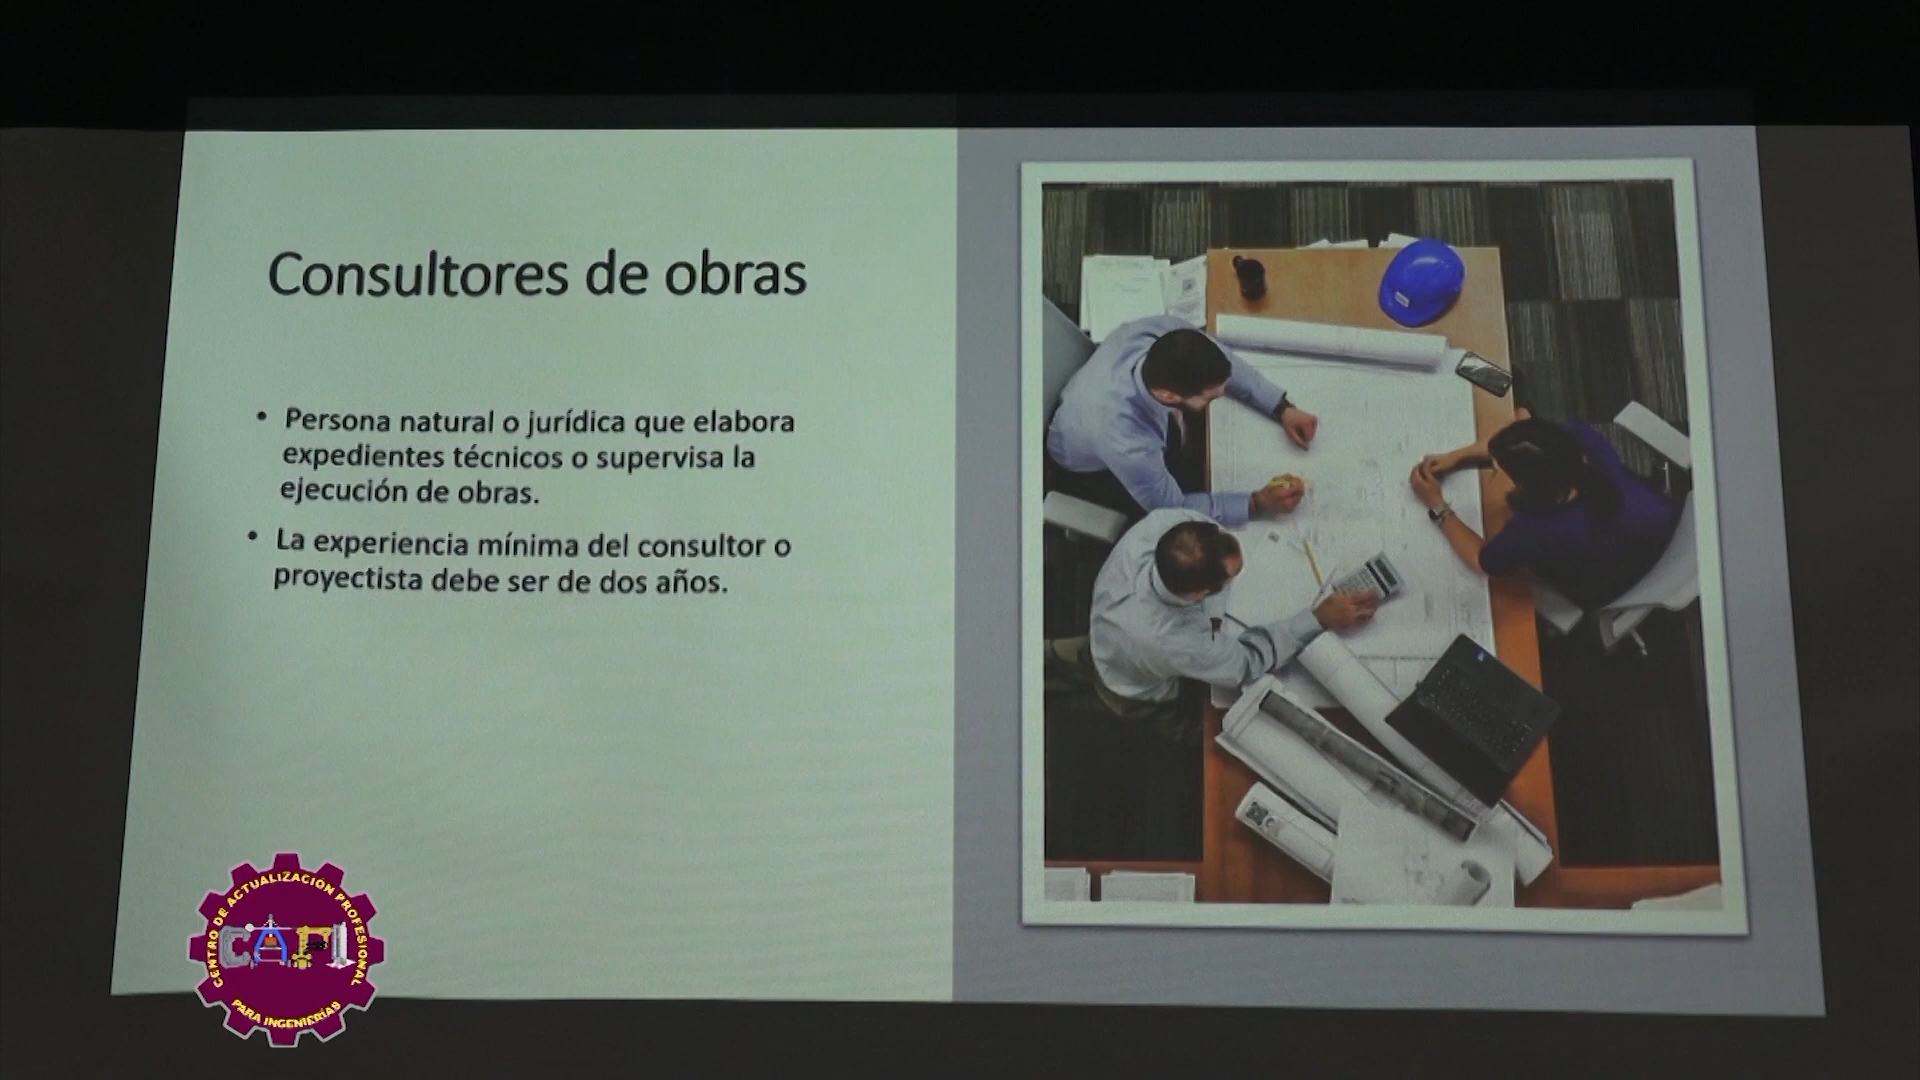 Consultores de obras
• Persona natural o jurídica que elabora
expedientes técnicos o supervisa la
ejecución de obras.
• La experiencia mínima del consultor o
proyectista debe ser de dos años.
CENTRO DE ACTUALIZACIÓN PROFESIONAL
CAPI
PARA INGENIERÍAS